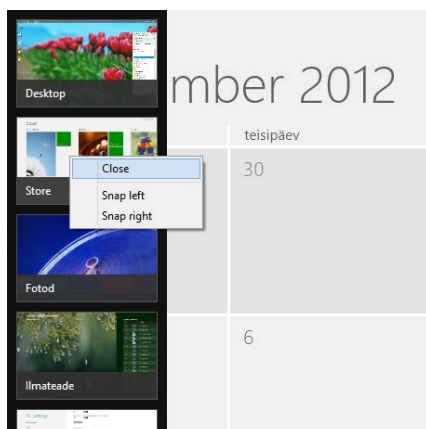 Desktop
mber 2012
teisipäev
Store
Close
Snap left
Snap right
30
Fotod
6
Ilmateade